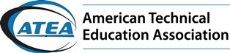 ATEA
American Technical
Education Association